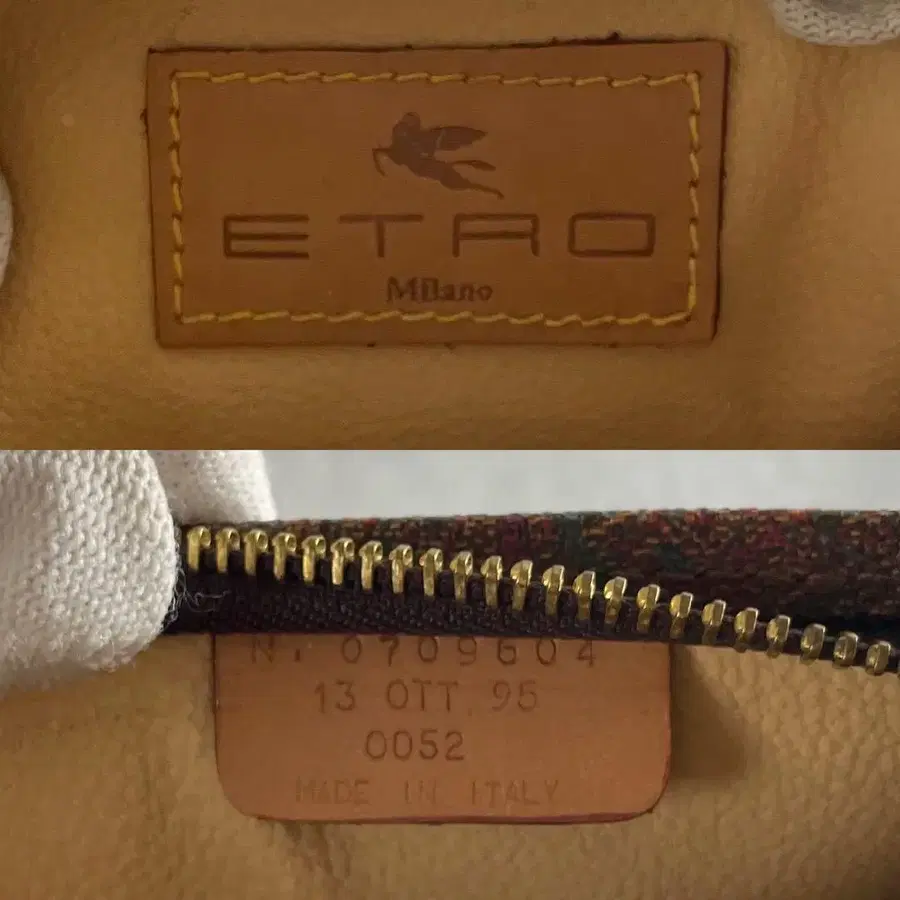 ETRO
Milano
N. 0709604
13 OTT 95
0052
MADE IN ITALY